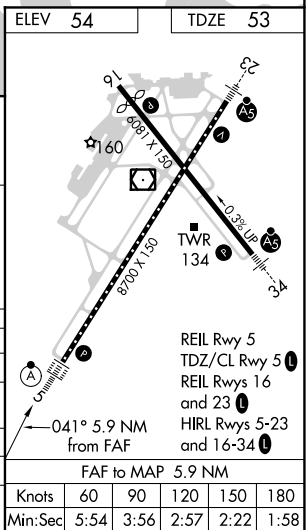 ELEV 54
TDZE 53
16
23
P
A5
6081 X 150
V
160
8700 X 150
0.3% UP
TWR
134
P
A5
34
P
A
5
REIL Rwy 5
TDZ/CL Rwy 5 L
REIL Rwys 16
and 23 L
HIRL Rwys 5-23
and 16-34 L
041° 5.9 NM
from FAF
FAF to MAP 5.9 NM
Knots 60 90 120 150 180
Min:Sec 5:54 3:56 2:57 2:22 1:58